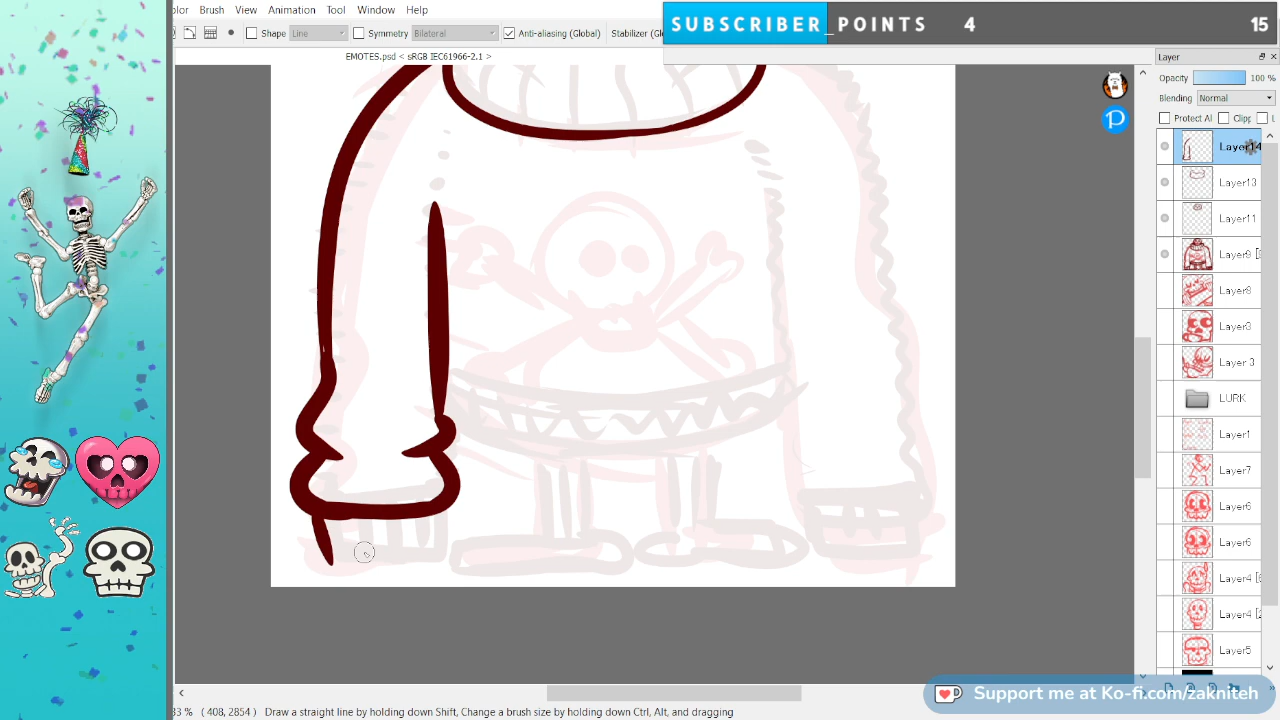 olor Brush View Animation Tool Window Help
SUBSCRIBER_POINTS 4 15
Shape Line Symmetry Bilateral Anti-aliasing (Global) Stabilizer (Glo
EMOTES.psd < sRGB IEC61966-2.1 >
Layer
Opacity 100 %
Blending Normal
Protect Al Clipp L
Layer14
Layer13
Layer11
Layer9 [
Layer8
Layer3
Layer 3
LURK
Layer1
Layer7
Layer6
Layer6
Layer4 [
Layer4 [
Layer5
Support me at Ko-fi.com/zakniteh
33 % ( 408, 2854 ) Draw a straight line by holding down Shift, Change a brush size by holding down Ctrl, Alt, and dragging